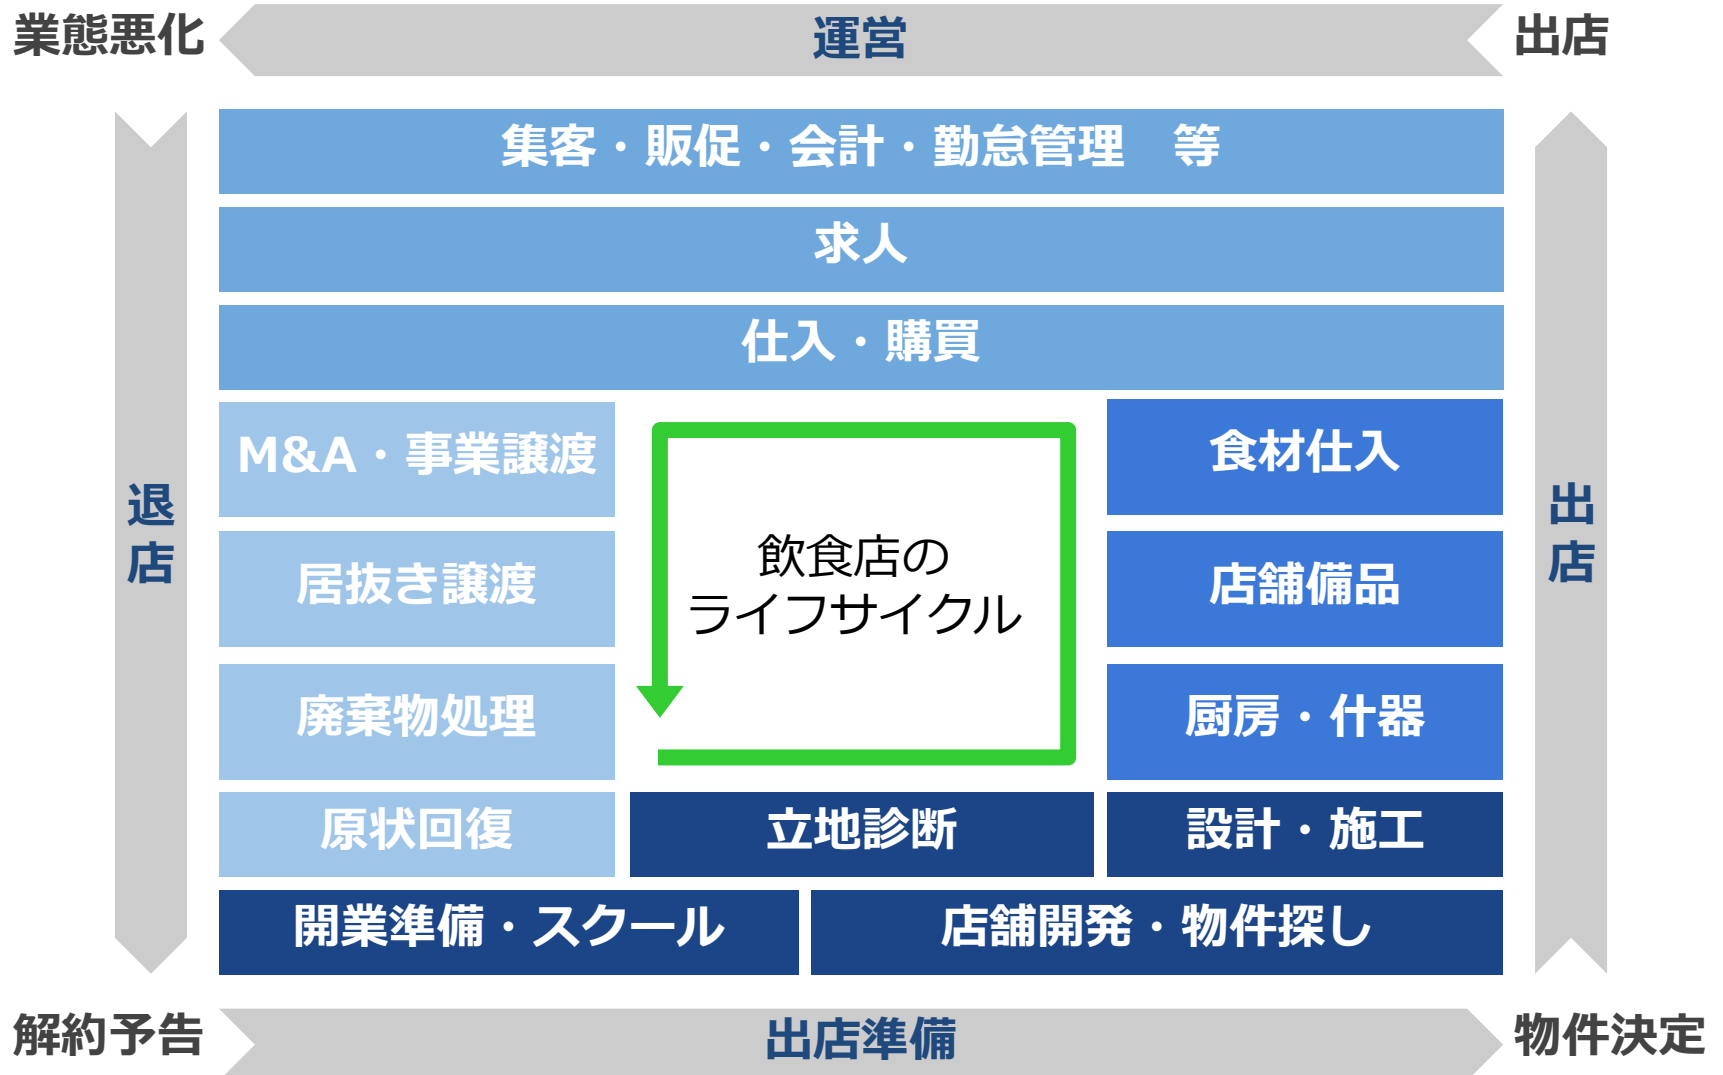 業態悪化
運営
出店
集客・販促・会計・勤怠管理　等
求人
仕入・購買
M&A・事業譲渡
食材仕入
退店
出店
飲食店の
ライフサイクル
居抜き譲渡
店舗備品
廃棄物処理
厨房・什器
原状回復
立地診断
設計・施工
開業準備・スクール
店舗開発・物件探し
解約予告
出店準備
物件決定